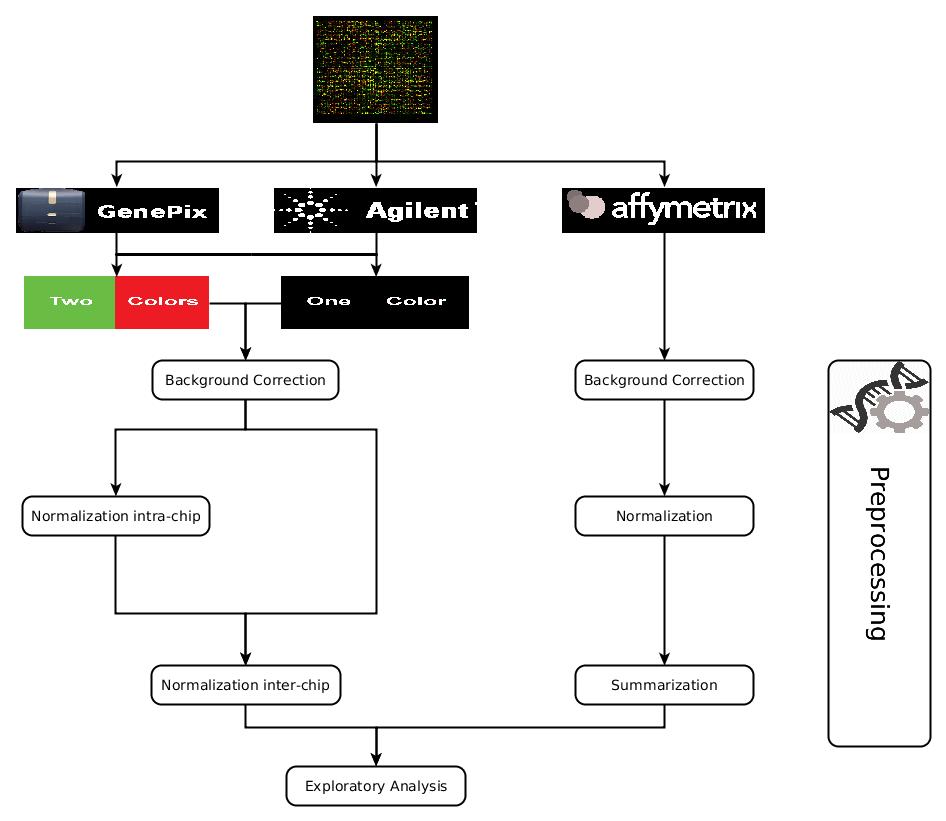 GenePix
Agilent
affymetrix
Two Colors
One Color
Background Correction
Background Correction
Normalization intra-chip
Normalization
Normalization inter-chip
Summarization
Exploratory Analysis
Preprocessing